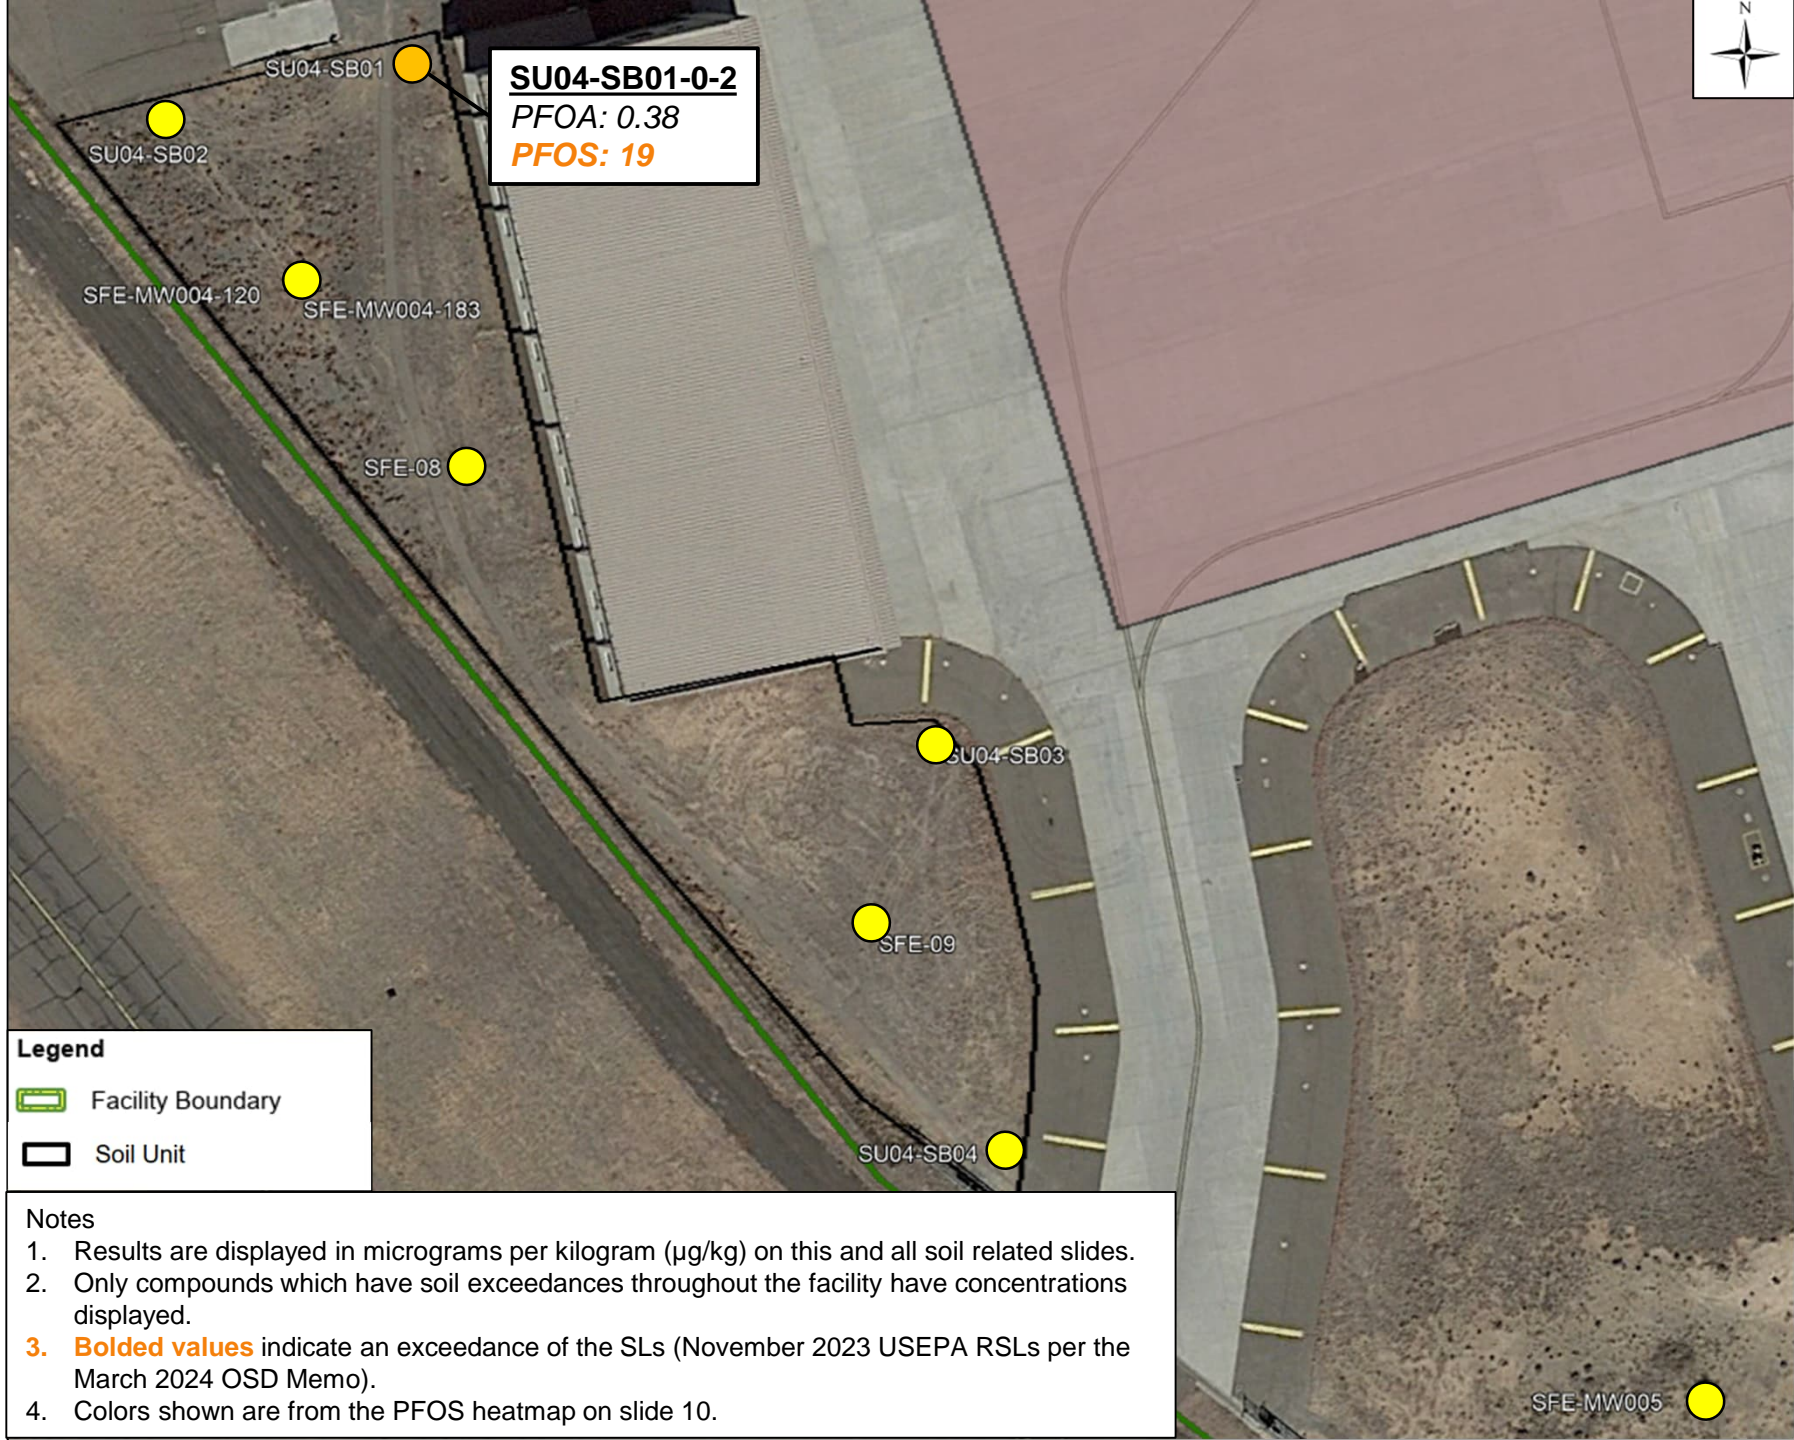 N
SU04-SB01
SU04-SB01-0-2
PFOA: 0.38
PFOS: 19
SU04-SB02
SFE-MW004-120
SFE-MW004-183
SFE-08
SU04-SB03
SFE-09
SU04-SB04
SFE-MW005
Legend
Facility Boundary
Soil Unit
Notes
1. Results are displayed in micrograms per kilogram (µg/kg) on this and all soil related slides.
2. Only compounds which have soil exceedances throughout the facility have concentrations
displayed.
3. Bolded values indicate an exceedance of the SLs (November 2023 USEPA RSLs per the
March 2024 OSD Memo).
4. Colors shown are from the PFOS heatmap on slide 10.